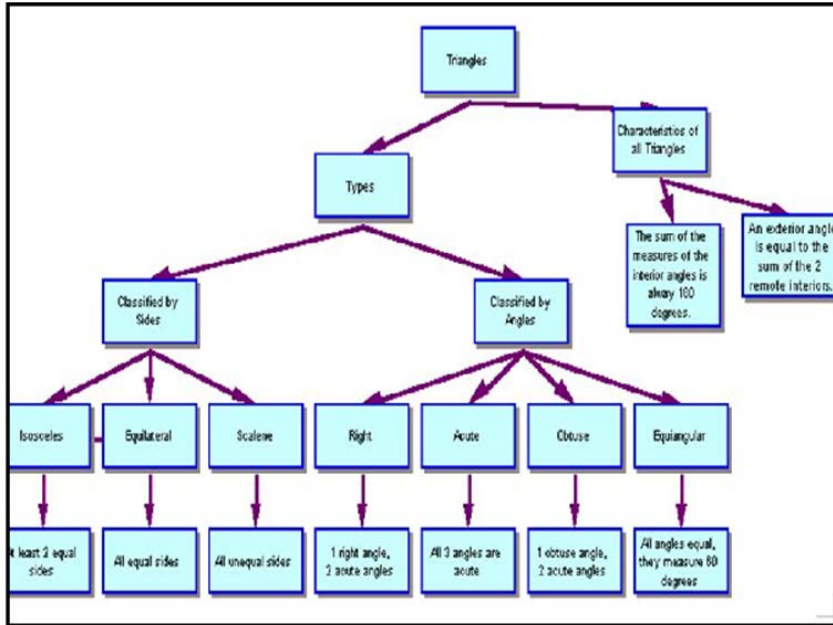 Triangles
Characteristics of
all Triangles
Types
The sum of the
measures of the
interior angles is
alway 180
degrees.
An exterior angle
is equal to the
sum of the 2
remote interiors.
Classified by
Sides
Classified by
Angles
Isosceles
Equilateral
Scalene
Right
Acute
Obtuse
Equiangular
t least 2 equal
sides
All equal sides
All unequal sides
1 right angle,
2 acute angles
All 3 angles are
acute
1 obtuse angle,
2 acute angles
All angles equal,
they measure 60
degrees